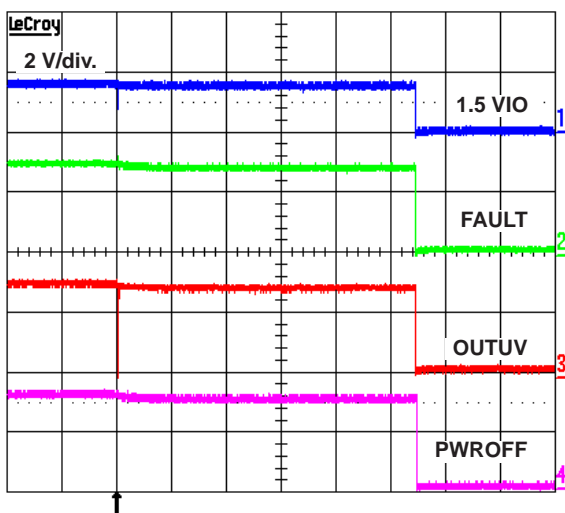 LeCroy
2 V/div.
1.5 VIO
1
FAULT
2
OUTUV
3
PWROFF
4